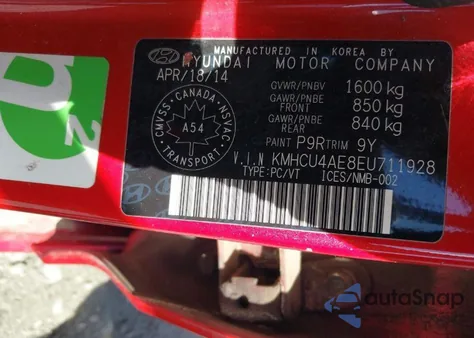 MANUFACTURED IN KOREA BY
HYUNDAI MOTOR COMPANY
APR/18/14
GVWR/PNBV 1600 kg
GAWR/PNBE FRONT 850 kg
GAWR/PNBE REAR 840 kg
PAINT P9R TRIM 9Y
V.I.N KMHCU4AE8EU711928
TYPE:PC/VT ICES/NMB-002
CMVSS · CANADA · NSVAC
A54
TRANSPORT
h2
autoSnap